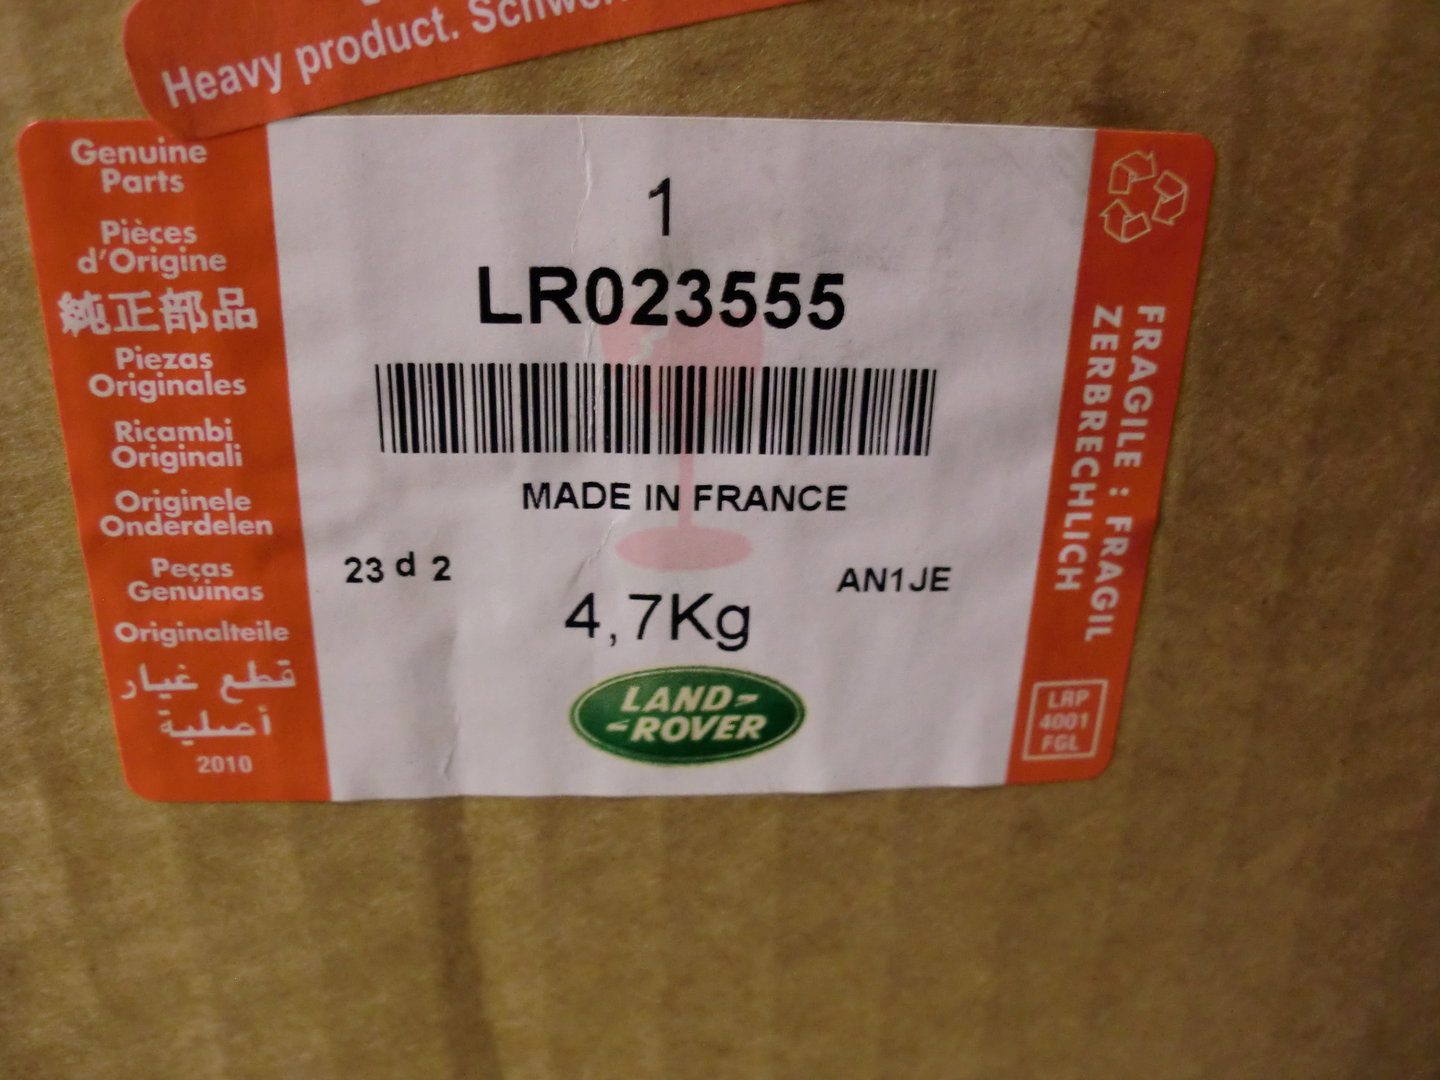 Heavy product.
Genuine
Parts
Pièces
d'Origine
純正部品
Piezas
Originales
Ricambi
Originali
Originele
Onderdelen
Peças
Genuinas
Originalteile
قطع غيار
أصلية
2010
1
LR023555
MADE IN FRANCE
23 d 2
AN1JE
4,7Kg
LAND-
-ROVER
FRAGILE : FRAGIL
ZERBRECHLICH
LRP
4001
FGL